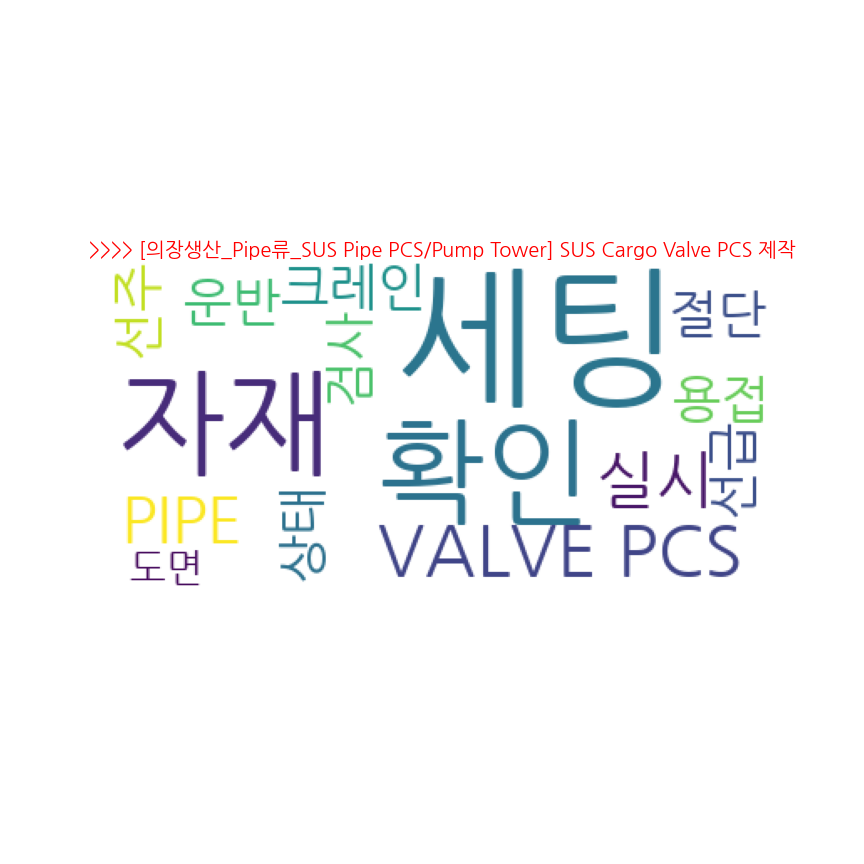 >>>> [의장생산_Pipe류_SUS Pipe PCS/Pump Tower] SUS Cargo Valve PCS 제작
선주
운반
크레인
검사
세팅
절단
자재
확인
용접
실시
선급
PIPE
상태
VALVE PCS
도면